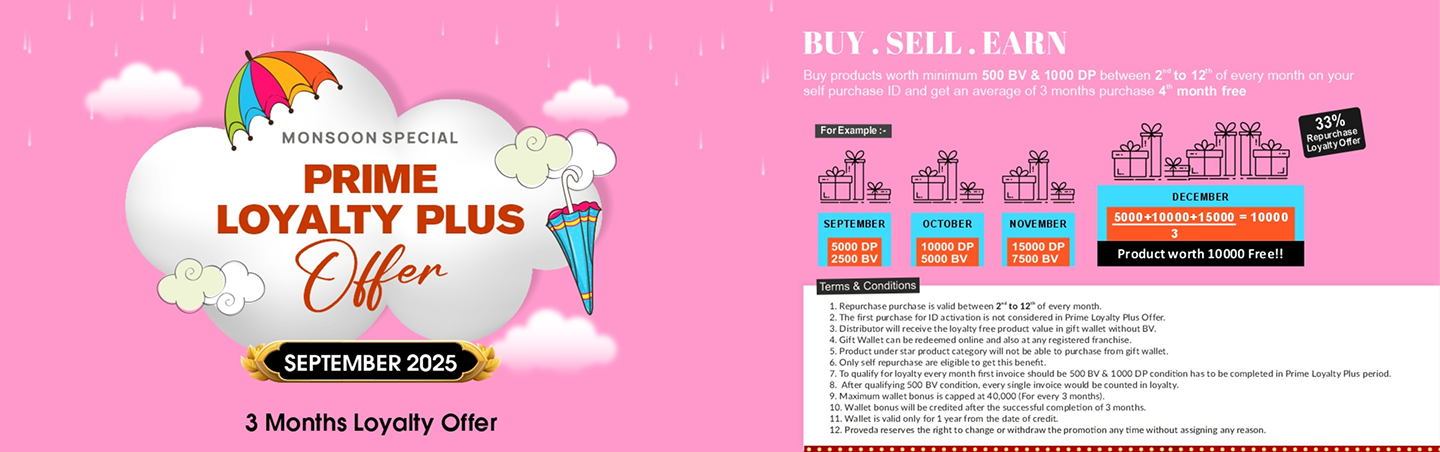 MONSOON SPECIAL
PRIME
LOYALTY PLUS
Offer
SEPTEMBER 2025
3 Months Loyalty Offer
BUY . SELL . EARN
Buy products worth minimum 500 BV & 1000 DP between 2nd to 12th of every month on your
self purchase ID and get an average of 3 months purchase 4th month free
For Example :-
33%
Repurchase
Loyalty Offer
SEPTEMBER
5000 DP
2500 BV
OCTOBER
10000 DP
5000 BV
NOVEMBER
15000 DP
7500 BV
DECEMBER
5000+10000+15000 = 10000
3
Product worth 10000 Free!!
Terms & Conditions
1. Repurchase purchase is valid between 2nd to 12th of every month.
2. The first purchase for ID activation is not considered in Prime Loyalty Plus Offer.
3. Distributor will receive the loyalty free product value in gift wallet without BV.
4. Gift Wallet can be redeemed online and also at any registered franchise.
5. Product under star product category will not be able to purchase from gift wallet.
6. Only self repurchase are eligible to get this benefit.
7. To qualify for loyalty every month first invoice should be 500 BV & 1000 DP condition has to be completed in Prime Loyalty Plus period.
8. After qualifying 500 BV condition, every single invoice would be counted in loyalty.
9. Maximum wallet bonus is capped at 40,000 (For every 3 months).
10. Wallet bonus will be credited after the successful completion of 3 months.
11. Wallet is valid only for 1 year from the date of credit.
12. Proveda reserves the right to change or withdraw the promotion any time without assigning any reason.